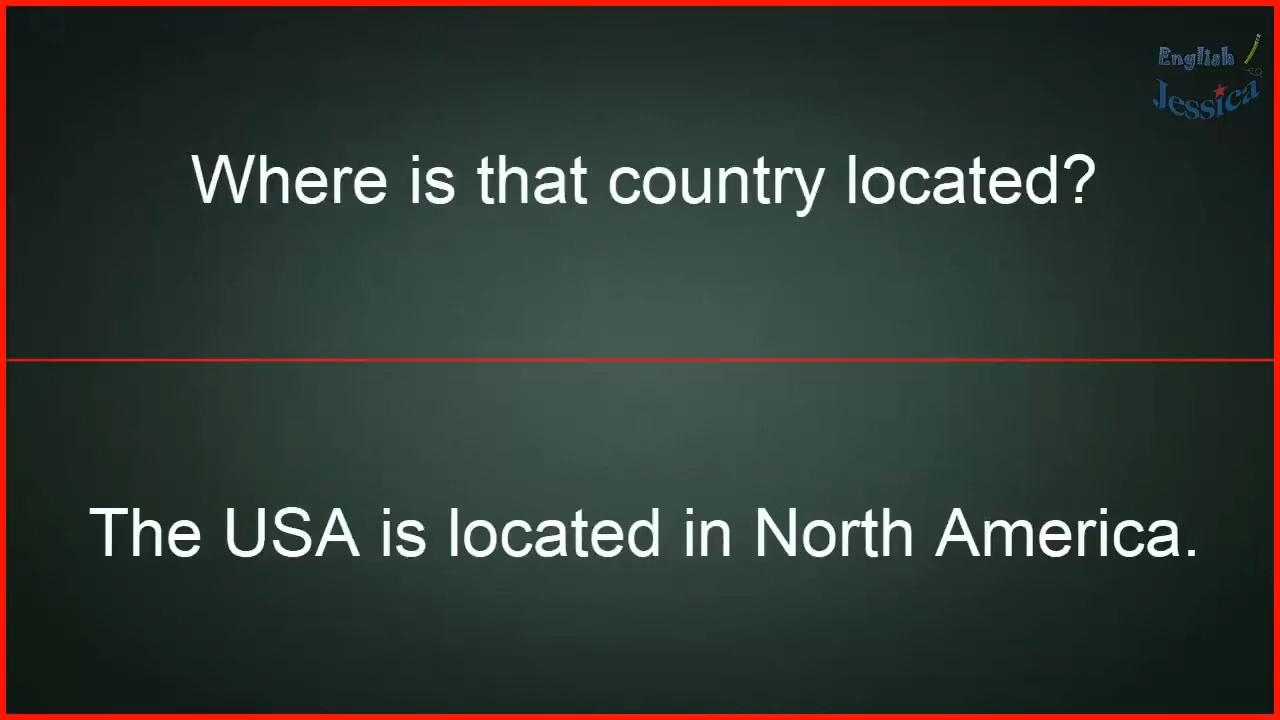 English
Jessica
Where is that country located?
The USA is located in North America.